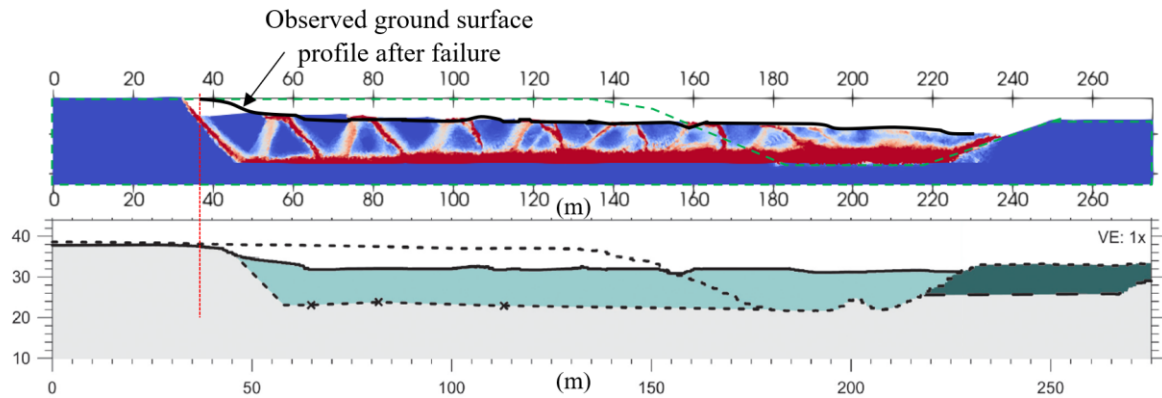 Observed ground surface
profile after failure
0 20 40 60 80 100 120 140 160 180 200 220 240 260
0 20 40 60 80 100 120 140 160 180 200 220 240 260
(m)
VE: 1x
40
30
20
10
0 50 100 150 200 250
(m)